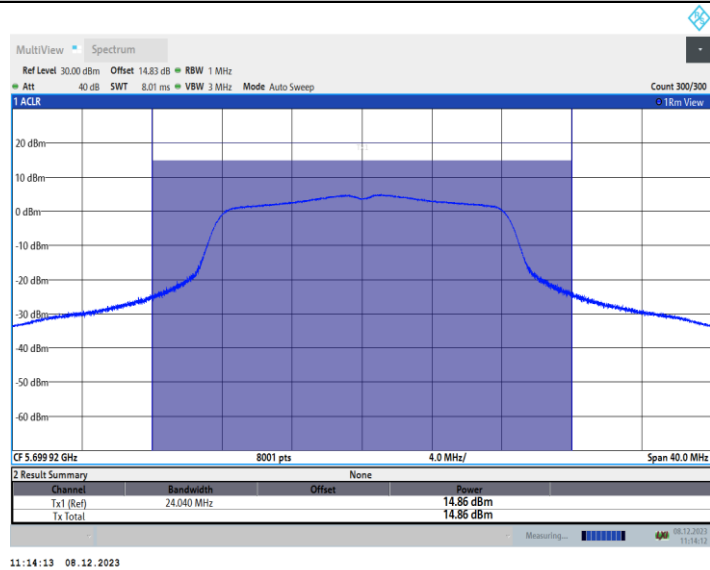 MultiView Spectrum
Ref Level 30.00 dBm Offset 14.83 dB RBW 1 MHz
Att 40 dB SWT 8.01 ms VBW 3 MHz Mode Auto Sweep Count 300/300
1 ACLR 1Rm View
20 dBm
10 dBm
0 dBm
-10 dBm
-20 dBm
-30 dBm
-40 dBm
-50 dBm
-60 dBm
CF 5.699 92 GHz 8001 pts 4.0 MHz/ Span 40.0 MHz
2 Result Summary None
Channel Bandwidth Offset Power
Tx1 (Ref) 24.040 MHz 14.86 dBm
Tx Total 14.86 dBm
Measuring... 08.12.2023
11:14:12
11:14:13 08.12.2023